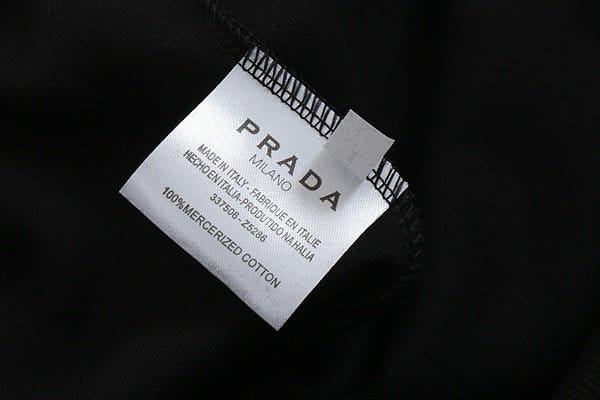 PRADA
MILANO
MADE IN ITALY - FABRIQUE EN ITALIE
HECHO EN ITALIA-PRODUTIDO NA HALIA
337506 - Z5286
100%MERCERIZED COTTON